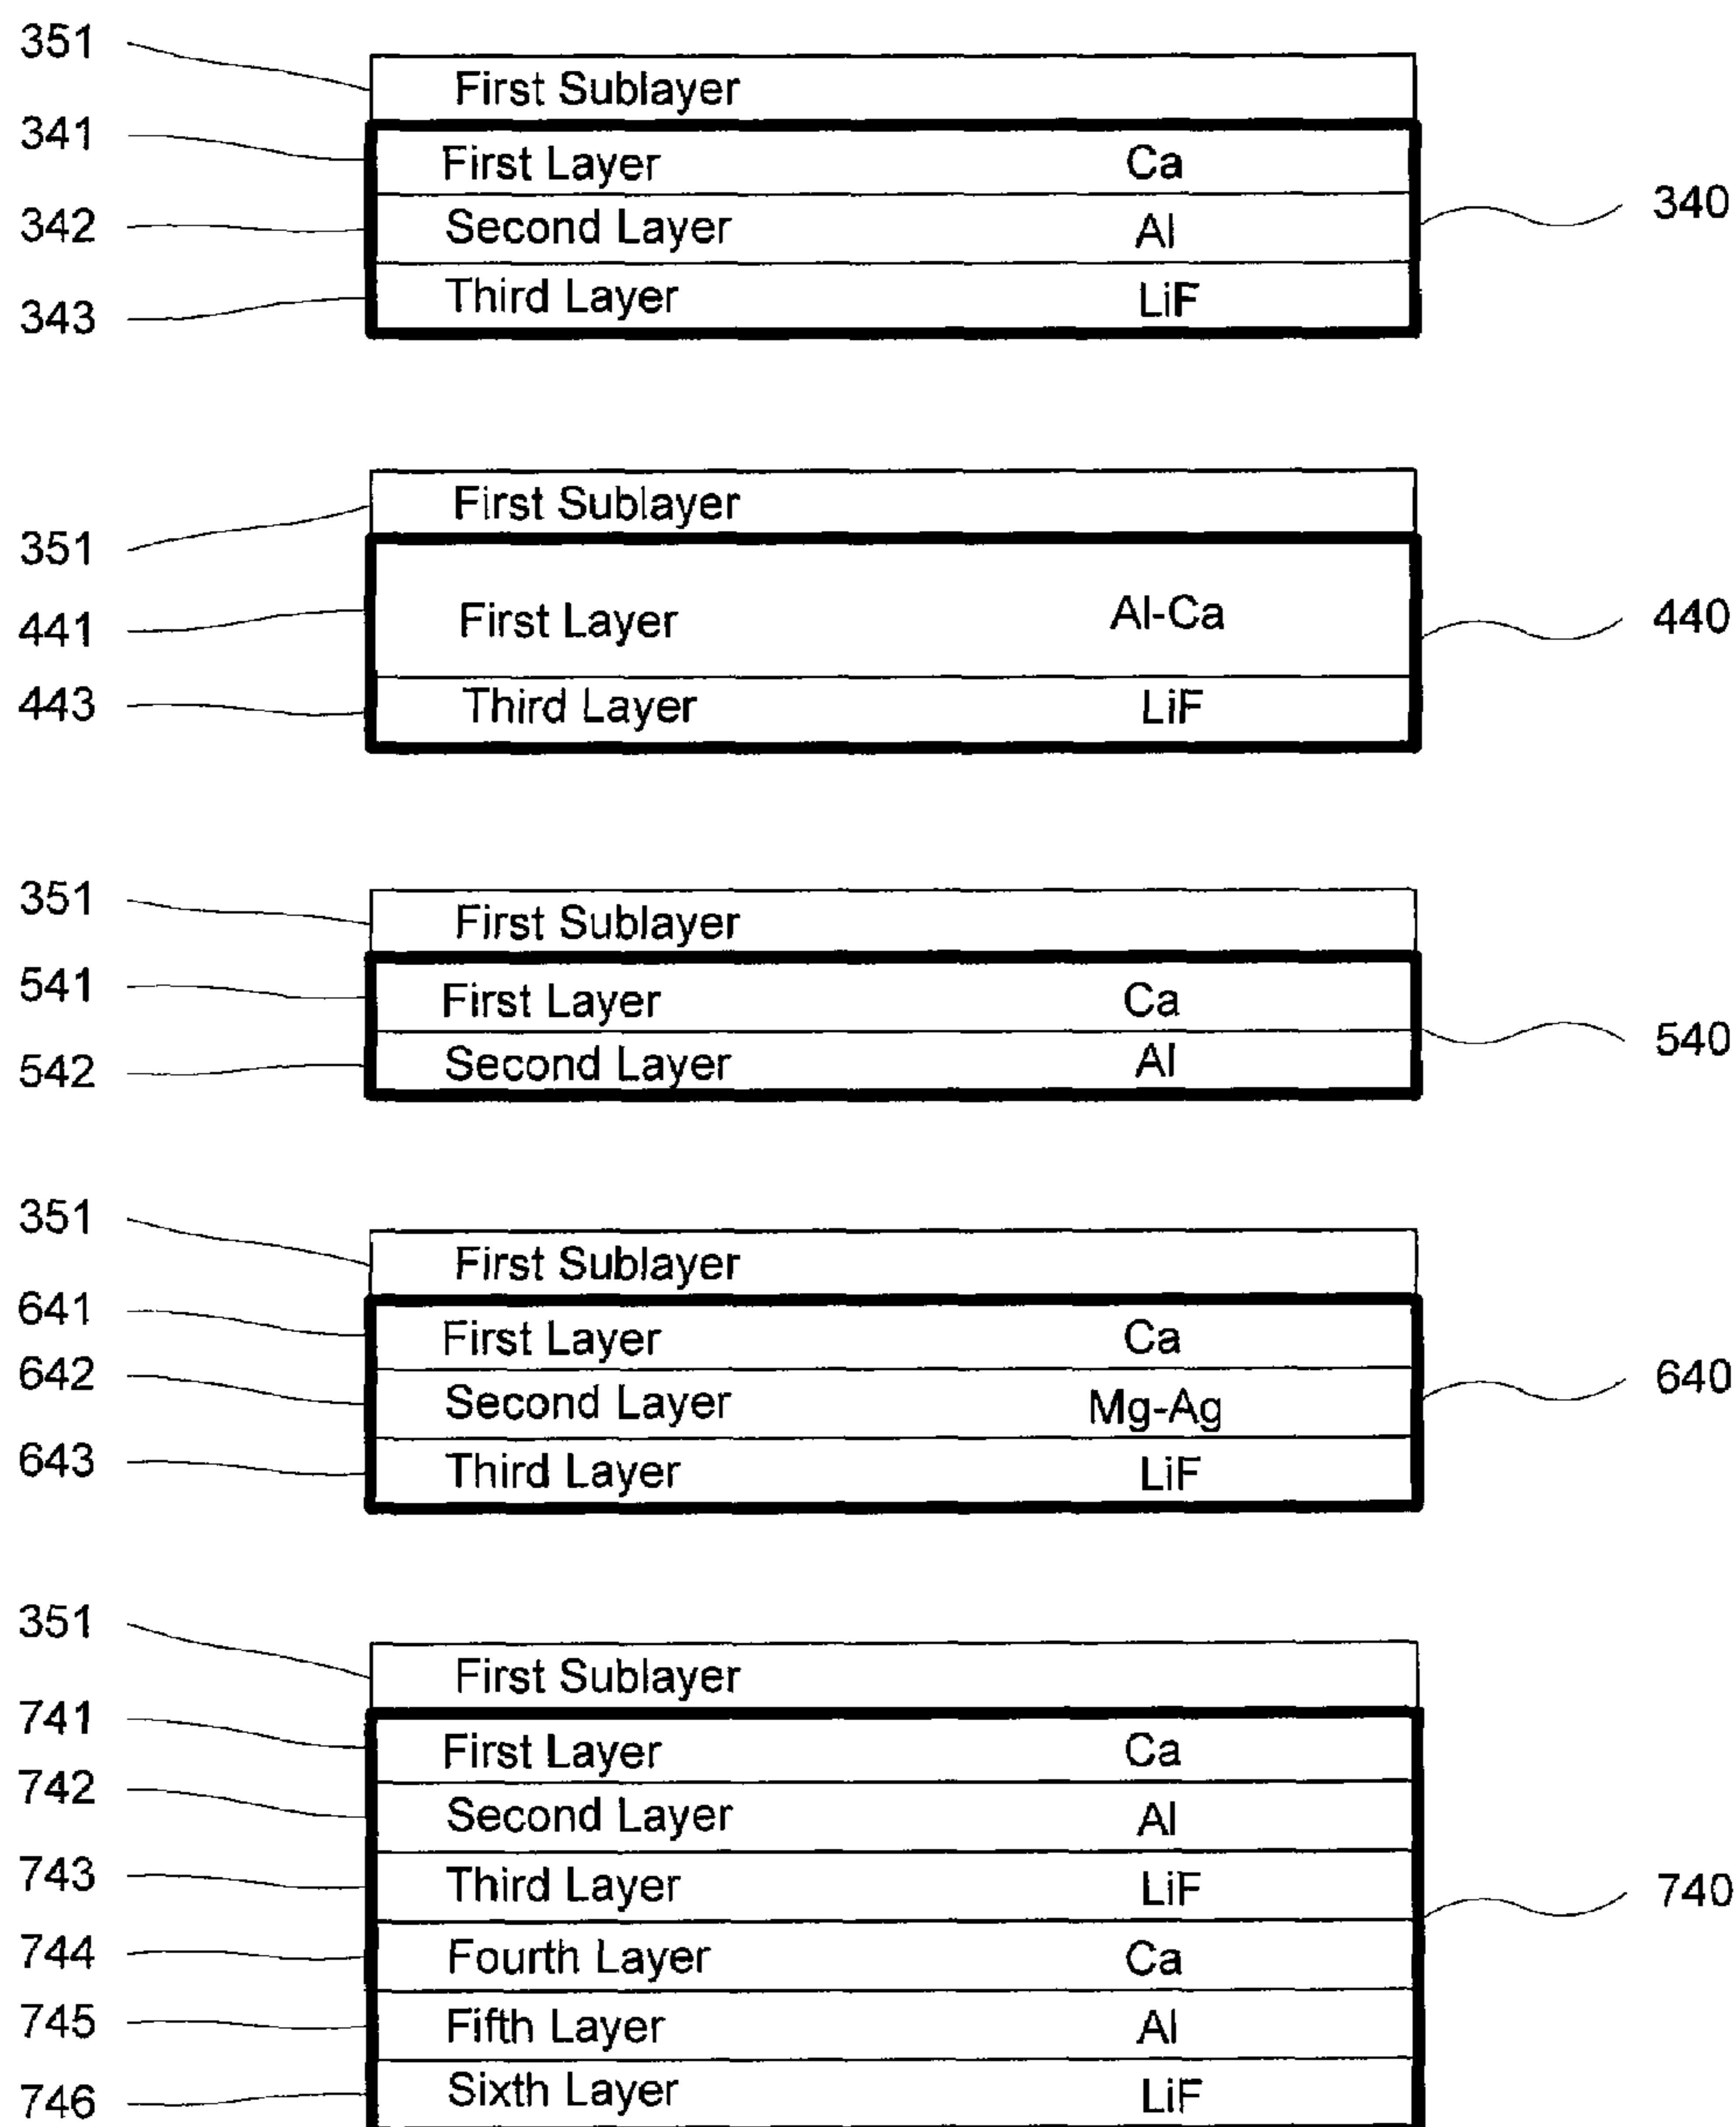 351
First Sublayer
341
First Layer Ca
342
Second Layer Al
340
343
Third Layer LiF
351
First Sublayer
441
First Layer Al-Ca
440
443
Third Layer LiF
351
First Sublayer
541
First Layer Ca
540
542
Second Layer Al
351
First Sublayer
641
First Layer Ca
642
Second Layer Mg-Ag
640
643
Third Layer LiF
351
First Sublayer
741
First Layer Ca
742
Second Layer Al
743
Third Layer LiF
740
744
Fourth Layer Ca
745
Fifth Layer Al
746
Sixth Layer LiF